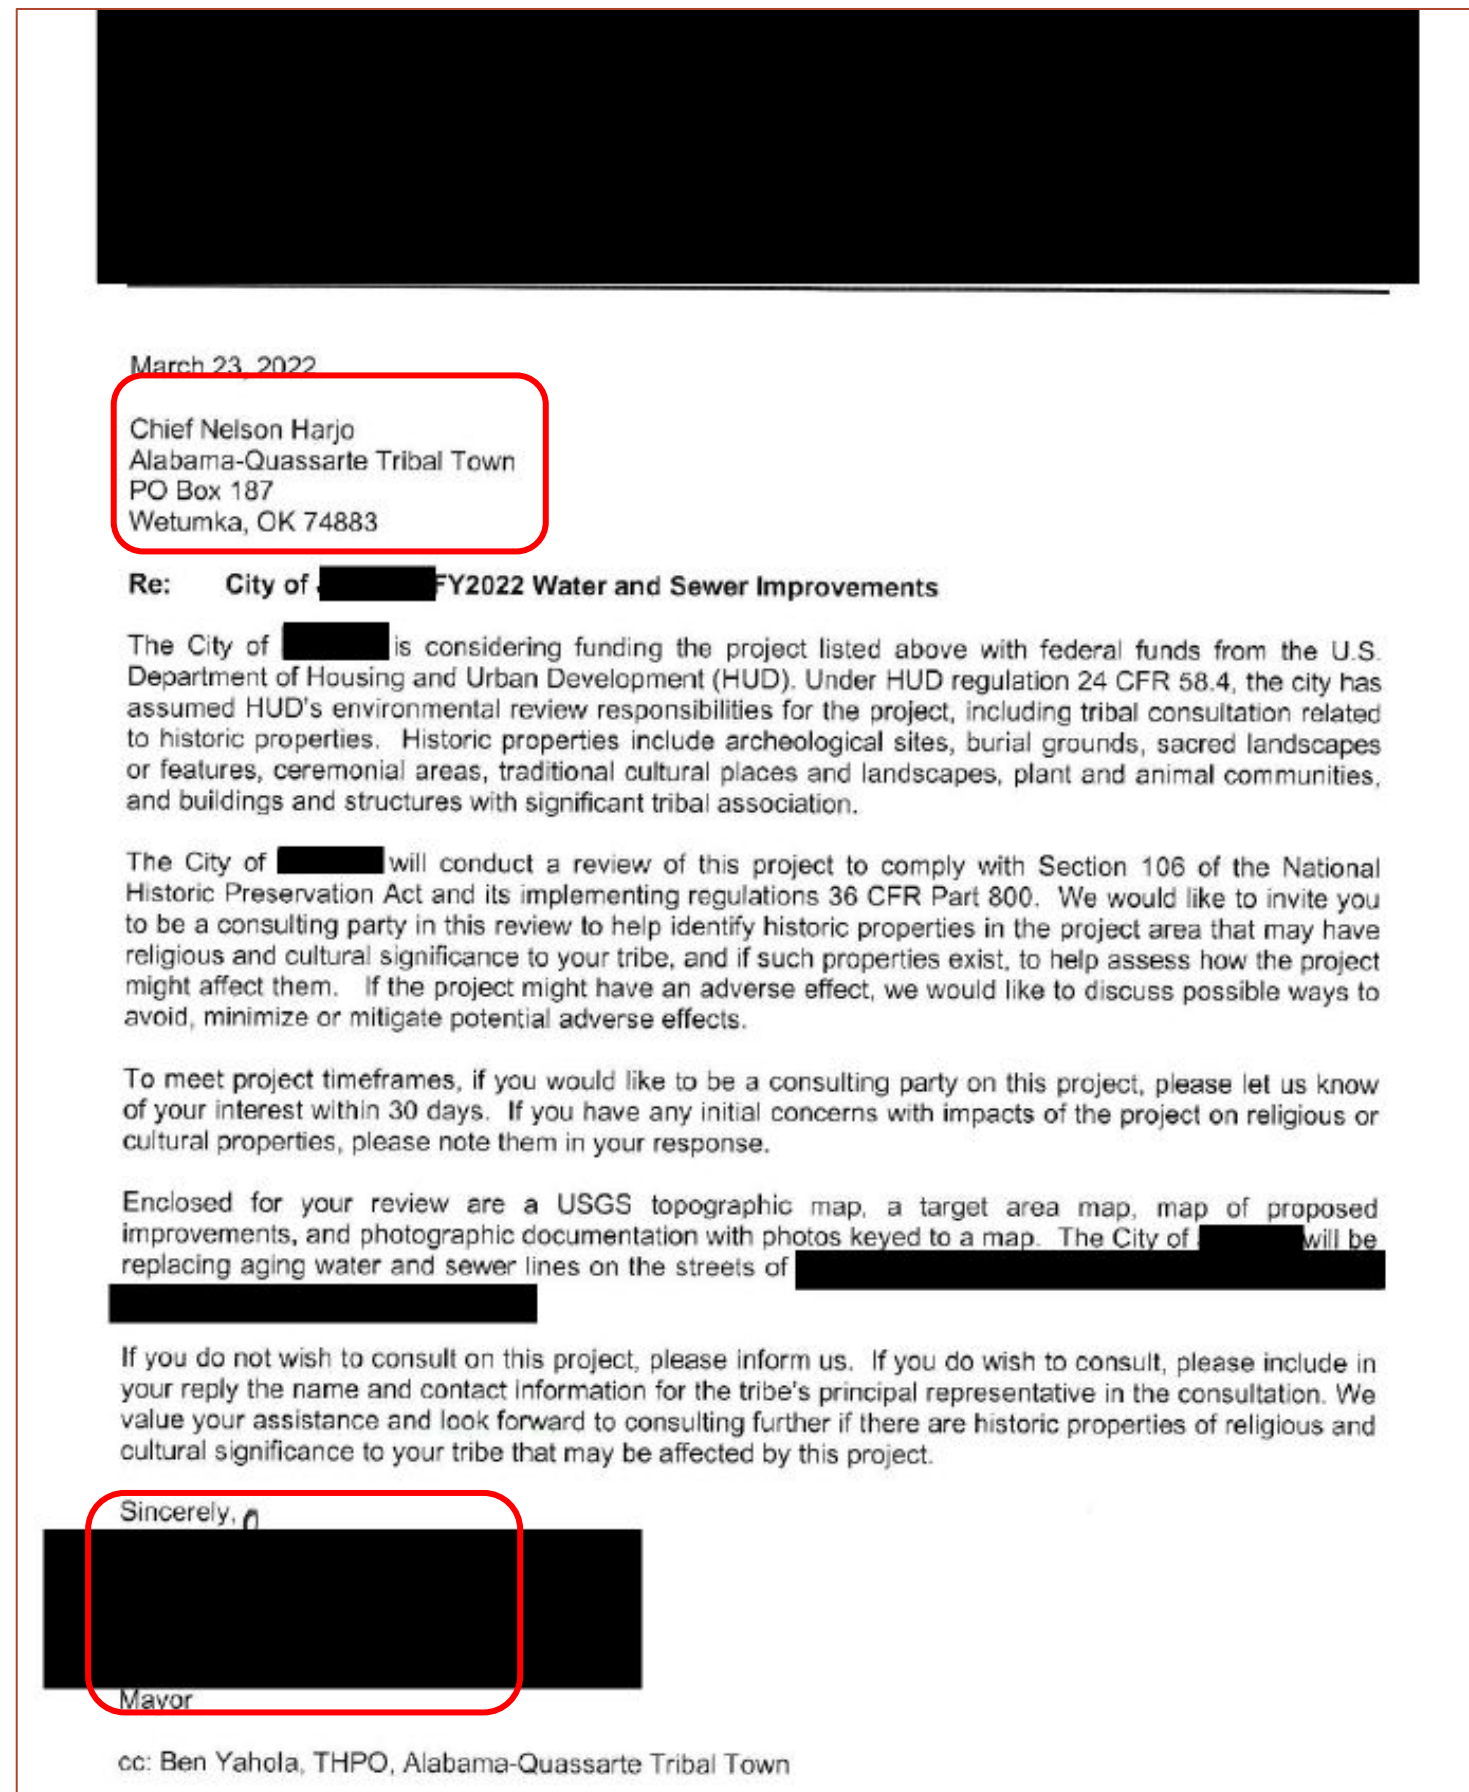 March 23, 2022
Chief Nelson Harjo
Alabama-Quassarte Tribal Town
PO Box 187
Wetumka, OK 74883
Re: City of FY2022 Water and Sewer Improvements
The City of is considering funding the project listed above with federal funds from the U.S.
Department of Housing and Urban Development (HUD). Under HUD regulation 24 CFR 58.4, the city has
assumed HUD's environmental review responsibilities for the project, including tribal consultation related
to historic properties. Historic properties include archeological sites, burial grounds, sacred landscapes
or features, ceremonial areas, traditional cultural places and landscapes, plant and animal communities,
and buildings and structures with significant tribal association.
The City of will conduct a review of this project to comply with Section 106 of the National
Historic Preservation Act and its implementing regulations 36 CFR Part 800. We would like to invite you
to be a consulting party in this review to help identify historic properties in the project area that may have
religious and cultural significance to your tribe, and if such properties exist, to help assess how the project
might affect them. If the project might have an adverse effect, we would like to discuss possible ways to
avoid, minimize or mitigate potential adverse effects.
To meet project timeframes, if you would like to be a consulting party on this project, please let us know
of your interest within 30 days. If you have any initial concerns with impacts of the project on religious or
cultural properties, please note them in your response.
Enclosed for your review are a USGS topographic map, a target area map, map of proposed
improvements, and photographic documentation with photos keyed to a map. The City of will be
replacing aging water and sewer lines on the streets of
If you do not wish to consult on this project, please inform us. If you do wish to consult, please include in
your reply the name and contact information for the tribe's principal representative in the consultation. We
value your assistance and look forward to consulting further if there are historic properties of religious and
cultural significance to your tribe that may be affected by this project.
Sincerely,
Mayor
cc: Ben Yahola, THPO, Alabama-Quassarte Tribal Town